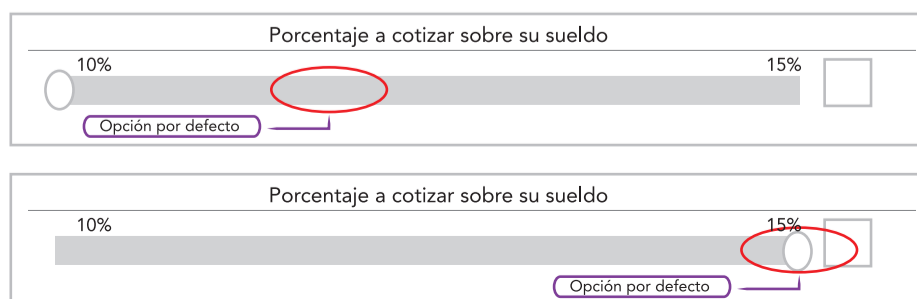 Porcentaje a cotizar sobre su sueldo
10% 15%
Opción por defecto
Porcentaje a cotizar sobre su sueldo
10% 15%
Opción por defecto